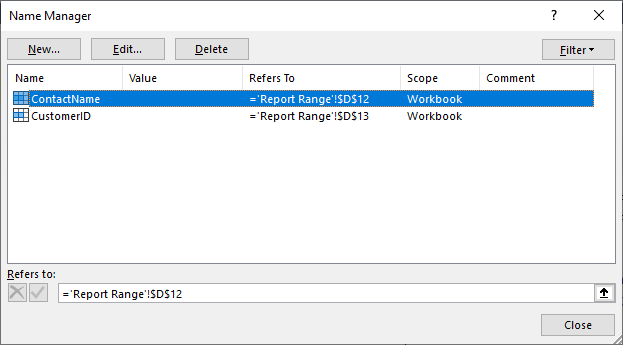 Name Manager ?
New... Edit... Delete Filter
Name Value Refers To Scope Comment
ContactName ='Report Range'!$D$12 Workbook
CustomerID ='Report Range'!$D$13 Workbook
Refers to:
='Report Range'!$D$12
Close